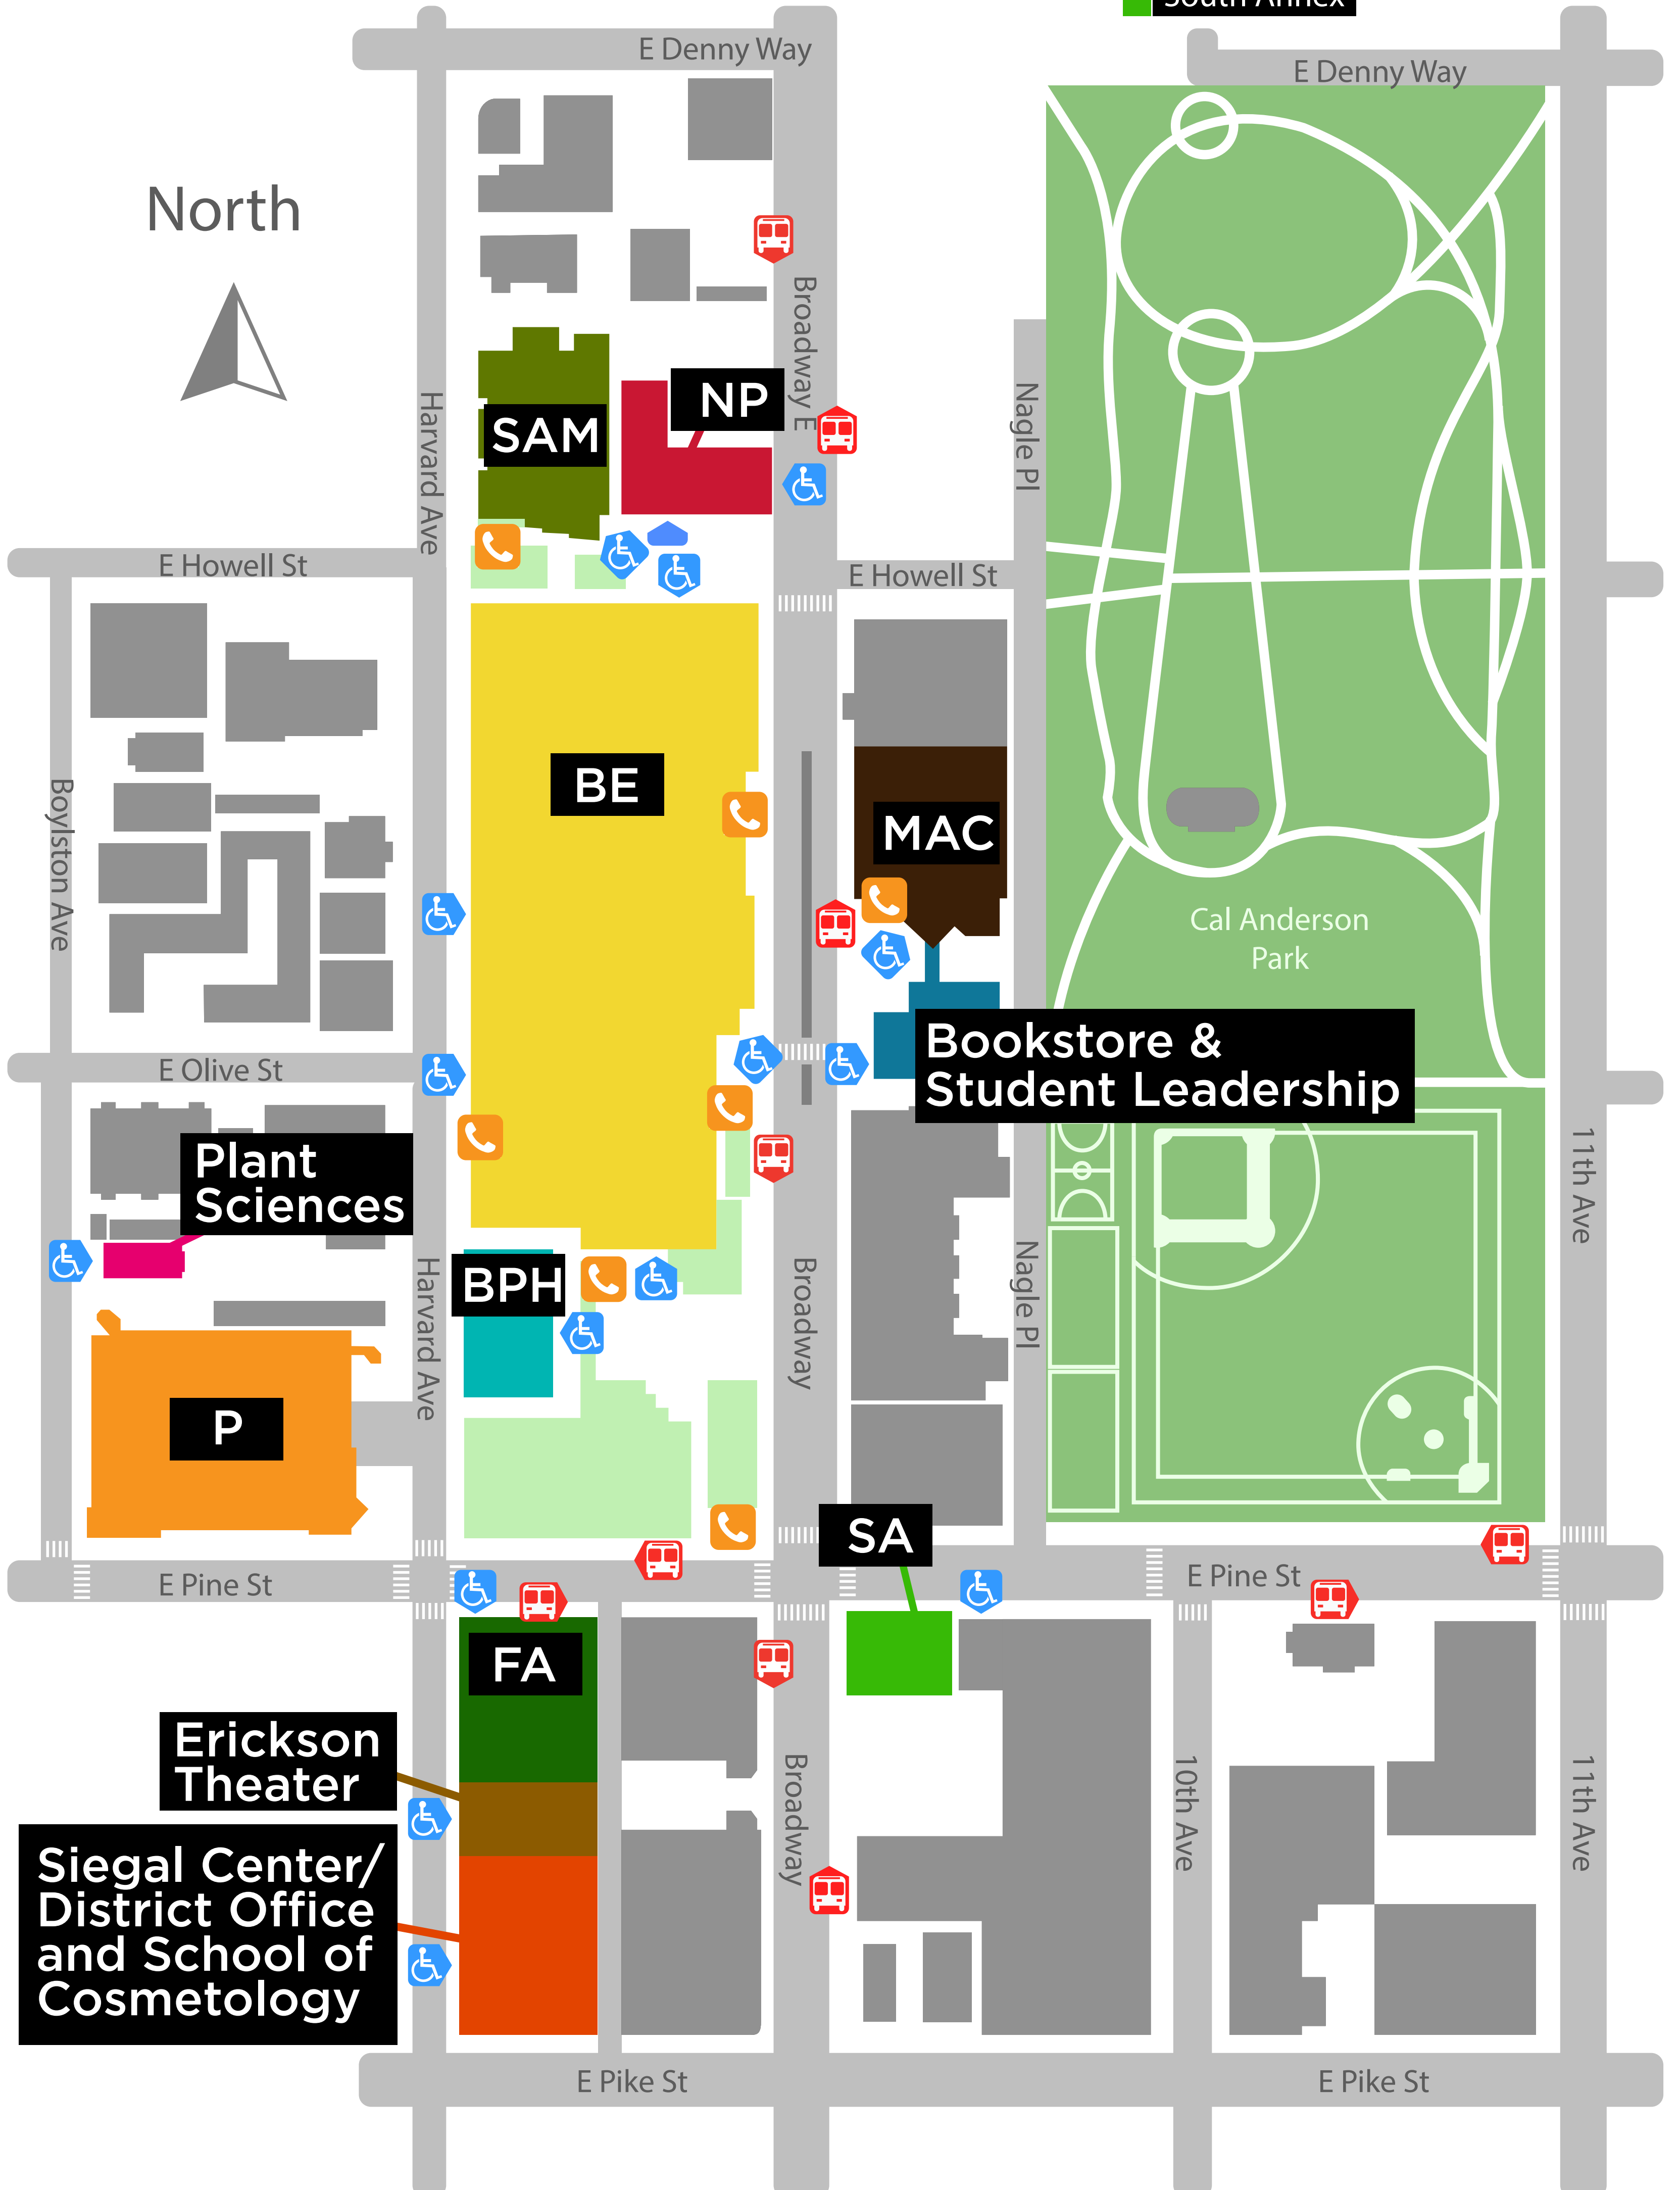 South Annex
E Denny Way
E Denny Way
North
Broadway E
NP
Harvard Ave
SAM
Nagle Pl
E Howell St
E Howell St
BE
Boylston Ave
MAC
Cal Anderson
Park
Bookstore &
Student Leadership
E Olive St
Plant
Sciences
11th Ave
Harvard Ave
BPH
Broadway
Nagle Pl
P
SA
E Pine St
E Pine St
FA
Erickson
Theater
Broadway
10th Ave
11th Ave
Siegal Center/
District Office
and School of
Cosmetology
E Pike St
E Pike St